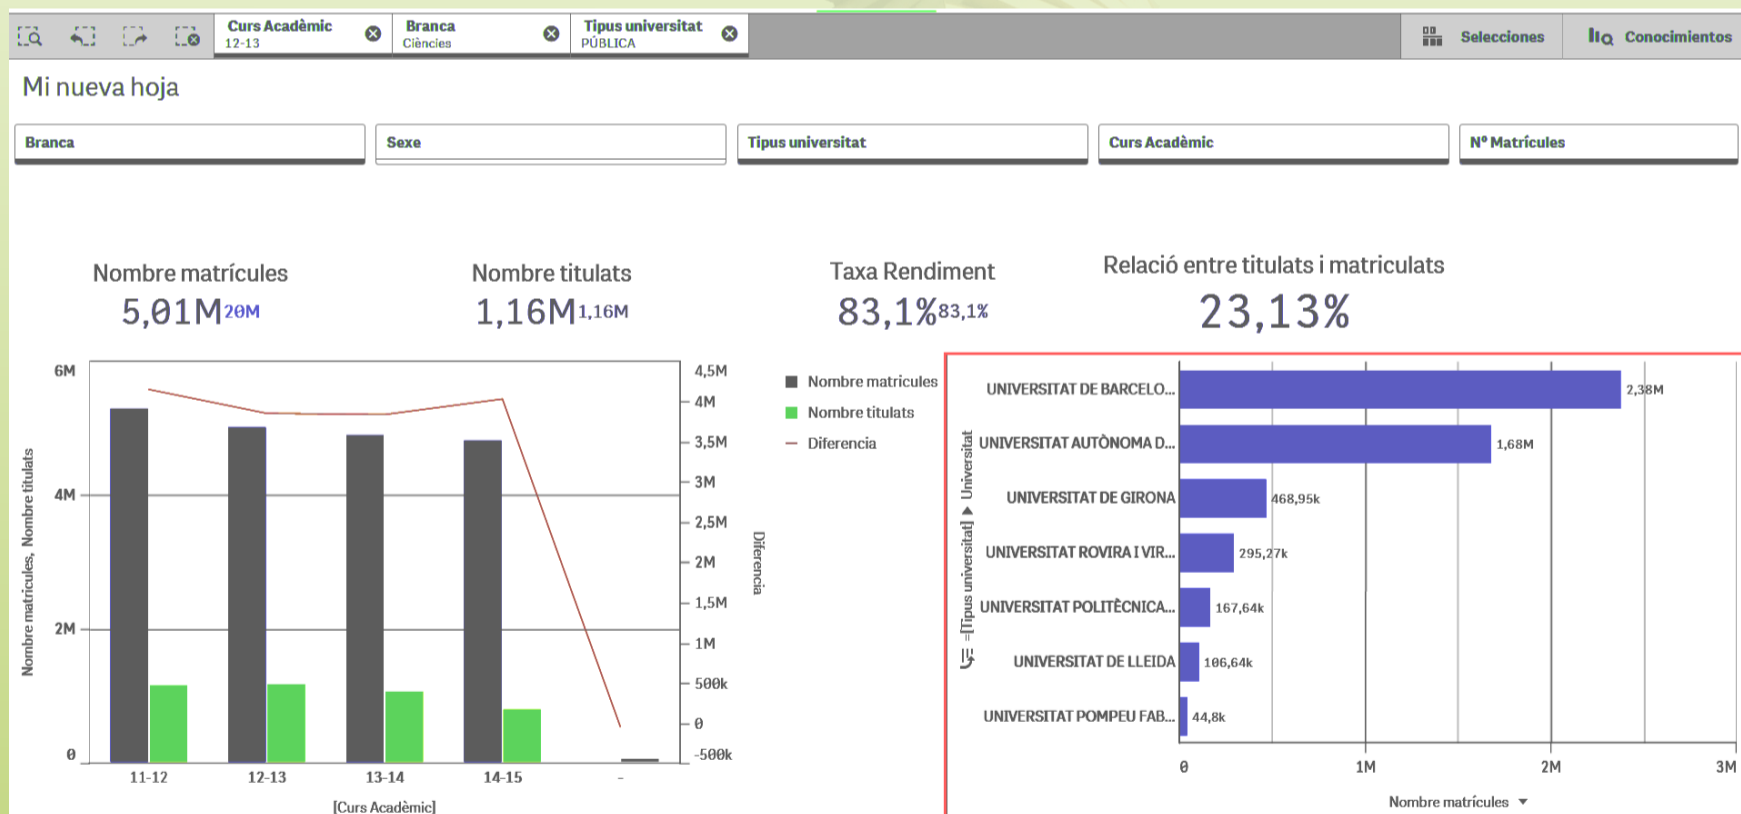 Curs Acadèmic
12-13
Branca
Ciències
Tipus universitat
PÚBLICA
Selecciones
Conocimientos
Mi nueva hoja
Branca
Sexe
Tipus universitat
Curs Acadèmic
Nº Matrícules
Nombre matrícules
5,01M 20M
Nombre titulats
1,16M 1,16M
Taxa Rendiment
83,1% 83,1%
Relació entre titulats i matriculats
23,13%
Nombre matricules, Nombre titulats
6M
4M
2M
0
4,5M
4M
3,5M
3M
2,5M
2M
1,5M
1M
500k
0
-500k
Diferencia
11-12
12-13
13-14
14-15
-
[Curs Acadèmic]
Nombre matricules
Nombre titulats
Diferencia
=[Tipus universitat] ▶ Universitat
UNIVERSITAT DE BARCELO... 2,38M
UNIVERSITAT AUTÒNOMA D... 1,68M
UNIVERSITAT DE GIRONA 468,95k
UNIVERSITAT ROVIRA I VIR... 295,27k
UNIVERSITAT POLITÈCNICA... 167,64k
UNIVERSITAT DE LLEIDA 106,64k
UNIVERSITAT POMPEU FAB... 44,8k
0
1M
2M
3M
Nombre matrícules